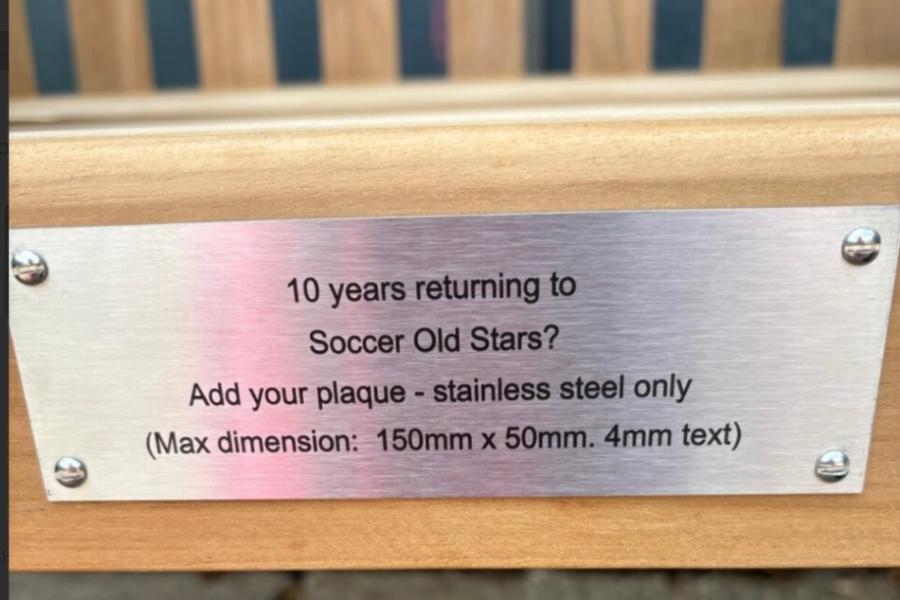 10 years returning to
Soccer Old Stars?
Add your plaque - stainless steel only
(Max dimension: 150mm x 50mm. 4mm text)